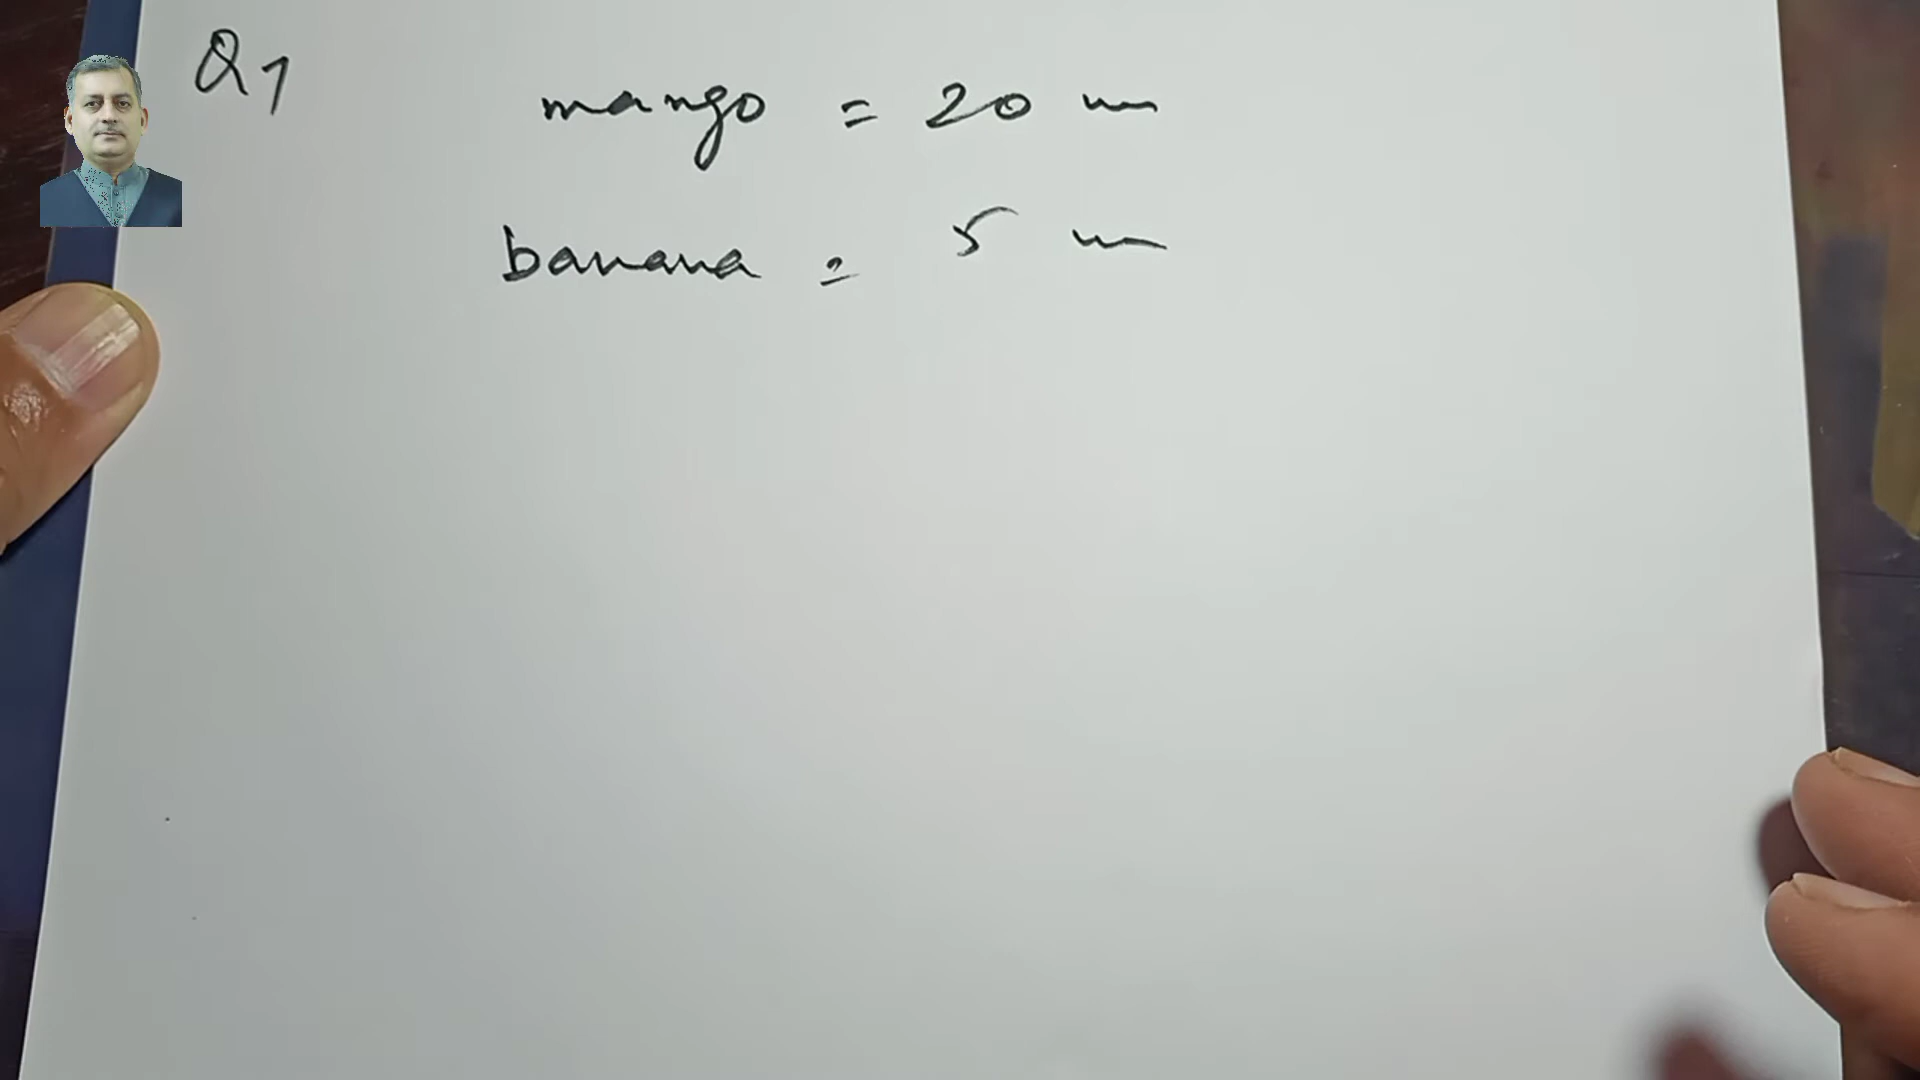 Q1
mango = 20 m
banana = 5 m